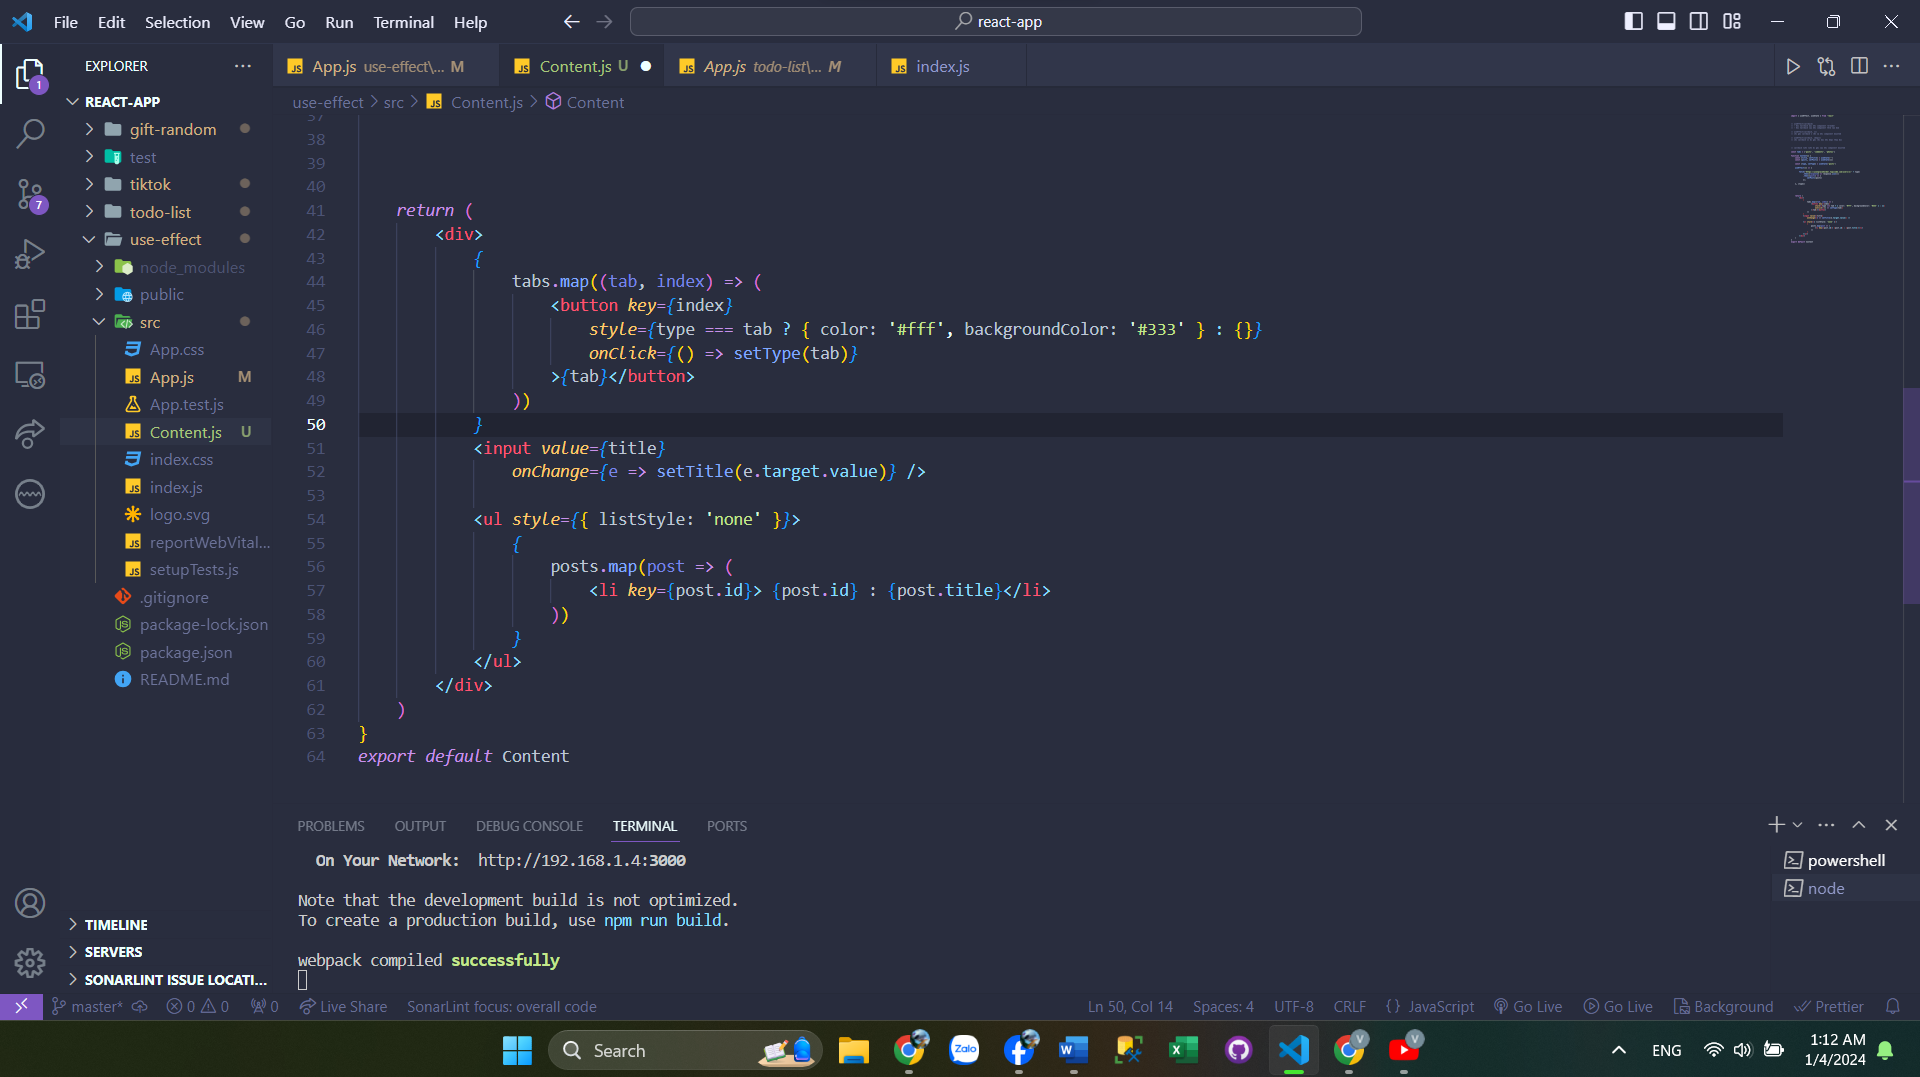 File Edit Selection View Go Run Terminal Help
react-app
EXPLORER
App.js use-effect\... M
Content.js U
App.js todo-list\... M
index.js
use-effect > src > Content.js > Content
1
7
REACT-APP
gift-random
test
tiktok
todo-list
use-effect
node_modules
public
src
App.css
App.js M
App.test.js
Content.js U
index.css
index.js
logo.svg
reportWebVital...
setupTests.js
.gitignore
package-lock.json
package.json
README.md
TIMELINE
SERVERS
SONARLINT ISSUE LOCATI...
37
38
39
40
41 return (
42 <div>
43 {
44 tabs.map((tab, index) => (
45 <button key={index}
46 style={type === tab ? { color: '#fff', backgroundColor: '#333' } : {}}
47 onClick={() => setType(tab)}
48 >{tab}</button>
49 ))
50 }
51 <input value={title}
52 onChange={e => setTitle(e.target.value)} />
53
54 <ul style={{ listStyle: 'none' }}>
55 {
56 posts.map(post => (
57 <li key={post.id}> {post.id} : {post.title}</li>
58 ))
59 }
60 </ul>
61 </div>
62 )
63 }
64 export default Content
PROBLEMS OUTPUT DEBUG CONSOLE TERMINAL PORTS
On Your Network: http://192.168.1.4:3000
Note that the development build is not optimized.
To create a production build, use npm run build.
webpack compiled successfully
powershell
node
master* 0 0 0 Live Share SonarLint focus: overall code Ln 50, Col 14 Spaces: 4 UTF-8 CRLF {} JavaScript Go Live Go Live Background Prettier
Search
Zalo
V
V
ENG
1:12 AM
1/4/2024